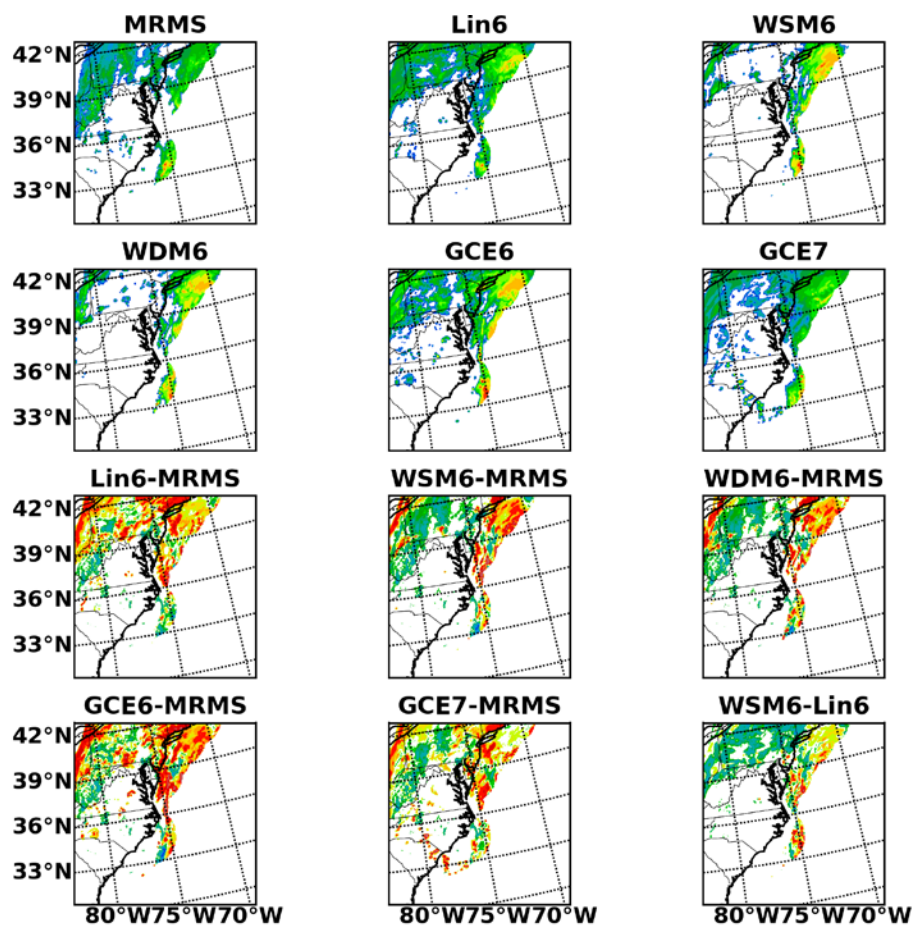 MRMS Lin6 WSM6
42°N
39°N
36°N
33°N
WDM6 GCE6 GCE7
42°N
39°N
36°N
33°N
Lin6-MRMS WSM6-MRMS WDM6-MRMS
42°N
39°N
36°N
33°N
GCE6-MRMS GCE7-MRMS WSM6-Lin6
42°N
39°N
36°N
33°N
80°W75°W70°W 80°W75°W70°W 80°W75°W70°W